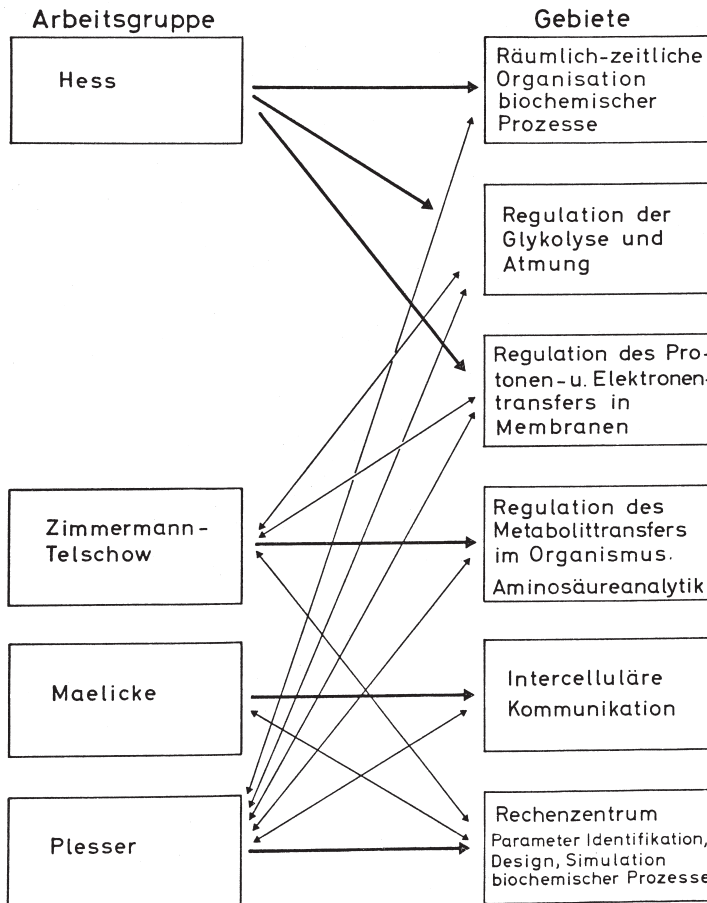 Arbeitsgruppe
Gebiete
Hess
Räumlich-zeitliche
Organisation
biochemischer
Prozesse
Regulation der
Glykolyse und
Atmung
Regulation des Pro-
tonen-u. Elektronen-
transfers in
Membranen
Zimmermann-
Telschow
Regulation des
Metabolittransfers
im Organismus.
Aminosäureanalytik
Maelicke
Intercelluläre
Kommunikation
Plesser
Rechenzentrum
Parameter Identifikation,
Design, Simulation
biochemischer Prozesse